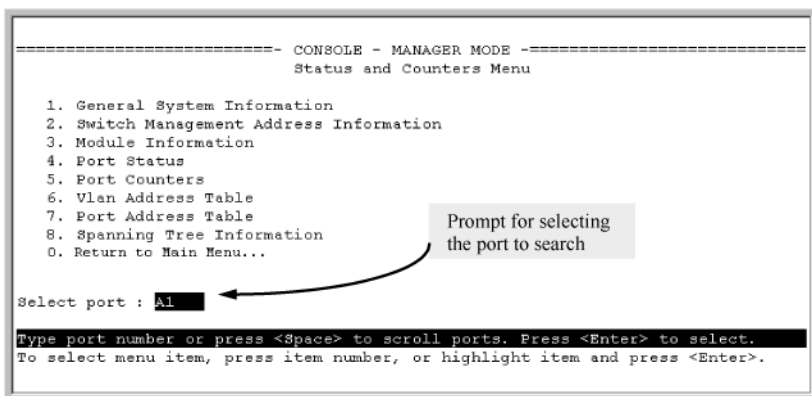 ==========================- CONSOLE - MANAGER MODE -============================
Status and Counters Menu
1. General System Information
2. Switch Management Address Information
3. Module Information
4. Port Status
5. Port Counters
6. Vlan Address Table
7. Port Address Table
8. Spanning Tree Information
0. Return to Main Menu...
Prompt for selecting
the port to search
Select port : A1
Type port number or press <Space> to scroll ports. Press <Enter> to select.
To select menu item, press item number, or highlight item and press <Enter>.